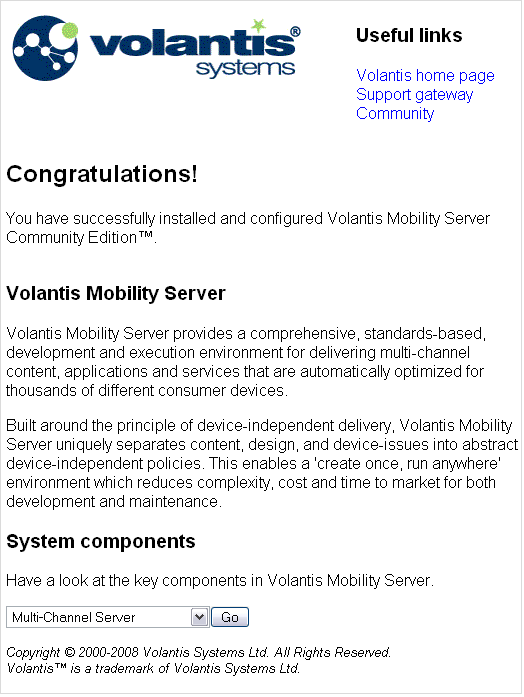 volantis®
systems
Useful links
Volantis home page
Support gateway
Community
Congratulations!
You have successfully installed and configured Volantis Mobility Server
Community Edition™.
Volantis Mobility Server
Volantis Mobility Server provides a comprehensive, standards-based,
development and execution environment for delivering multi-channel
content, applications and services that are automatically optimized for
thousands of different consumer devices.
Built around the principle of device-independent delivery, Volantis Mobility
Server uniquely separates content, design, and device-issues into abstract
device-independent policies. This enables a 'create once, run anywhere'
environment which reduces complexity, cost and time to market for both
development and maintenance.
System components
Have a look at the key components in Volantis Mobility Server.
Multi-Channel Server Go
Copyright © 2000-2008 Volantis Systems Ltd. All Rights Reserved.
Volantis™ is a trademark of Volantis Systems Ltd.